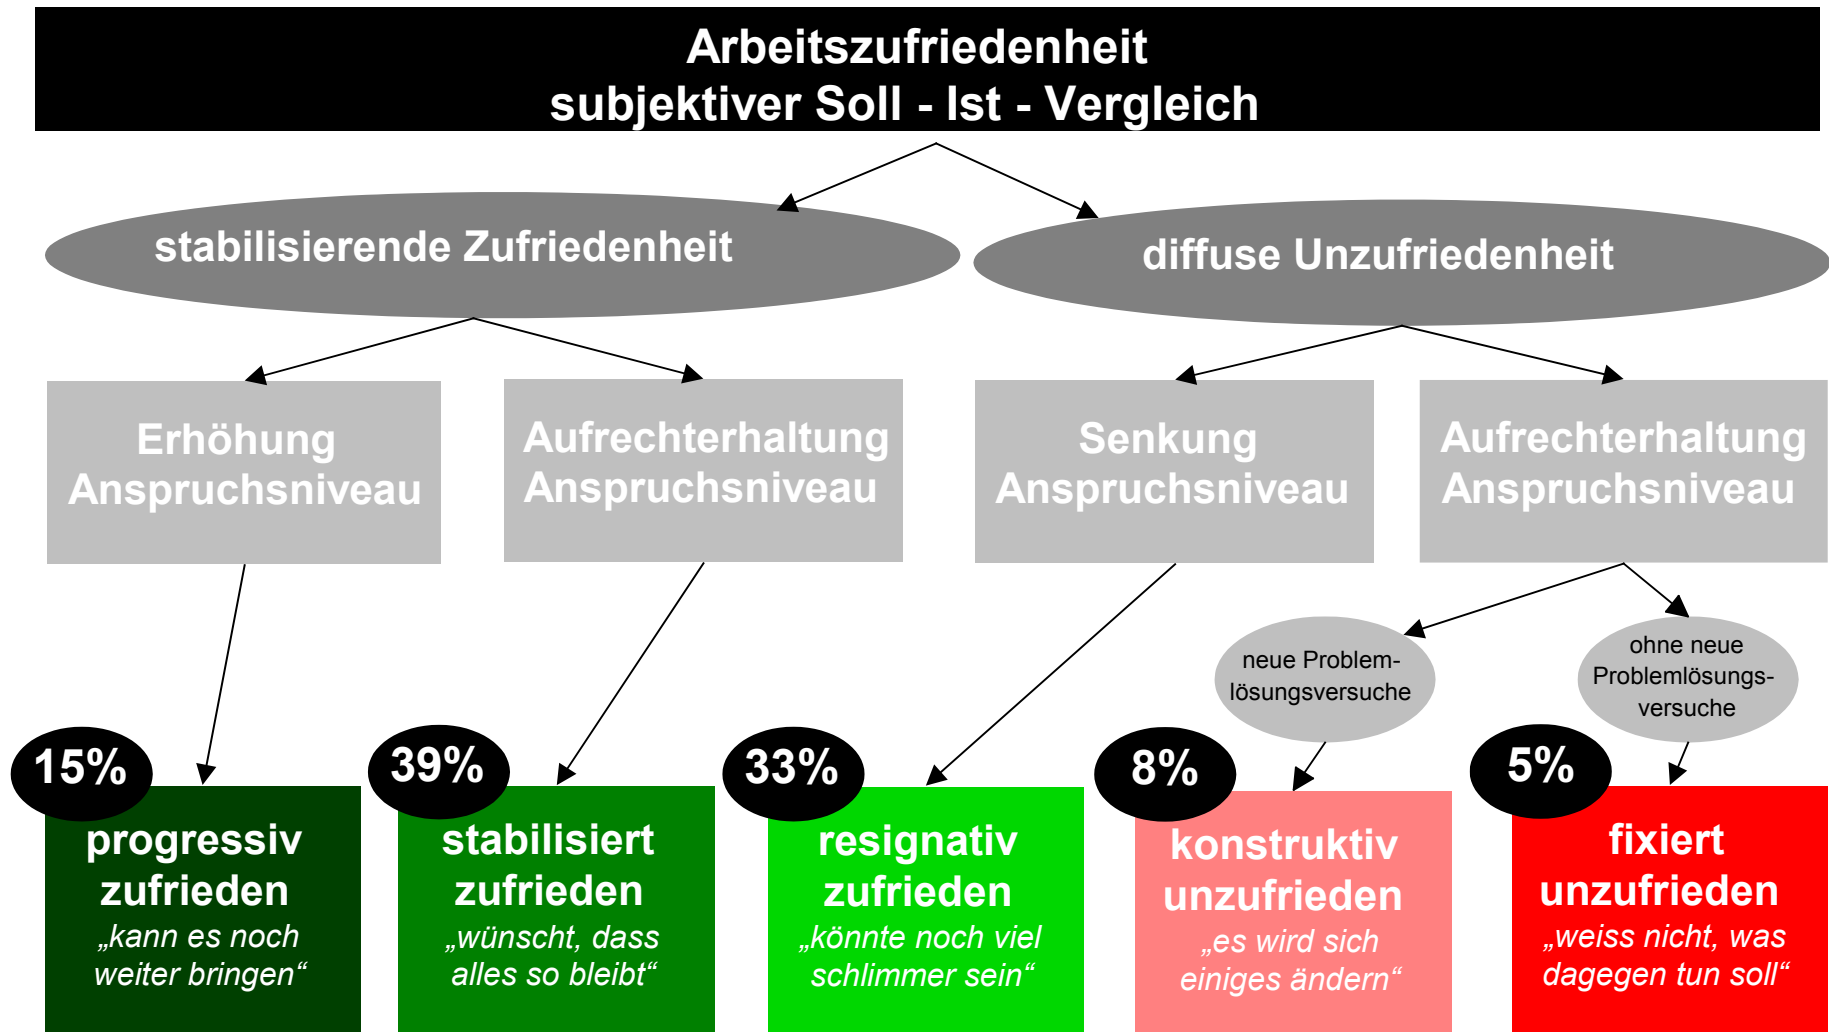 Arbeitszufriedenheit
subjektiver Soll - Ist - Vergleich
stabilisierende Zufriedenheit
diffuse Unzufriedenheit
Erhöhung
Anspruchsniveau
Aufrechterhaltung
Anspruchsniveau
Senkung
Anspruchsniveau
Aufrechterhaltung
Anspruchsniveau
neue Problem-
lösungsversuche
ohne neue
Problemlösungs-
versuche
15%
progressiv
zufrieden
„kann es noch
weiter bringen“
39%
stabilisiert
zufrieden
„wünscht, dass
alles so bleibt“
33%
resignativ
zufrieden
„könnte noch viel
schlimmer sein“
8%
konstruktiv
unzufrieden
„es wird sich
einiges ändern“
5%
fixiert
unzufrieden
„weiss nicht, was
dagegen tun soll“